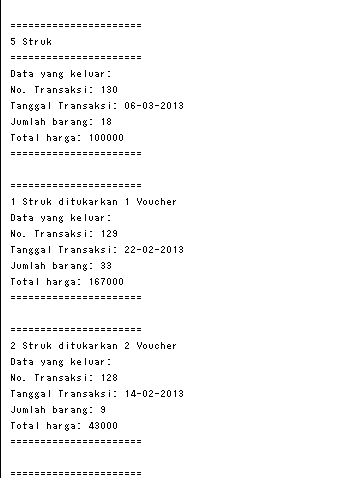 ======================
5 Struk
======================
Data yang keluar:
No. Transaksi: 130
Tanggal Transaksi: 06-03-2013
Jumlah barang: 18
Total harga: 100000
======================
======================
1 Struk ditukarkan 1 Voucher
Data yang keluar:
No. Transaksi: 129
Tanggal Transaksi: 22-02-2013
Jumlah barang: 33
Total harga: 167000
======================
======================
2 Struk ditukarkan 2 Voucher
Data yang keluar:
No. Transaksi: 128
Tanggal Transaksi: 14-02-2013
Jumlah barang: 9
Total harga: 43000
======================
======================